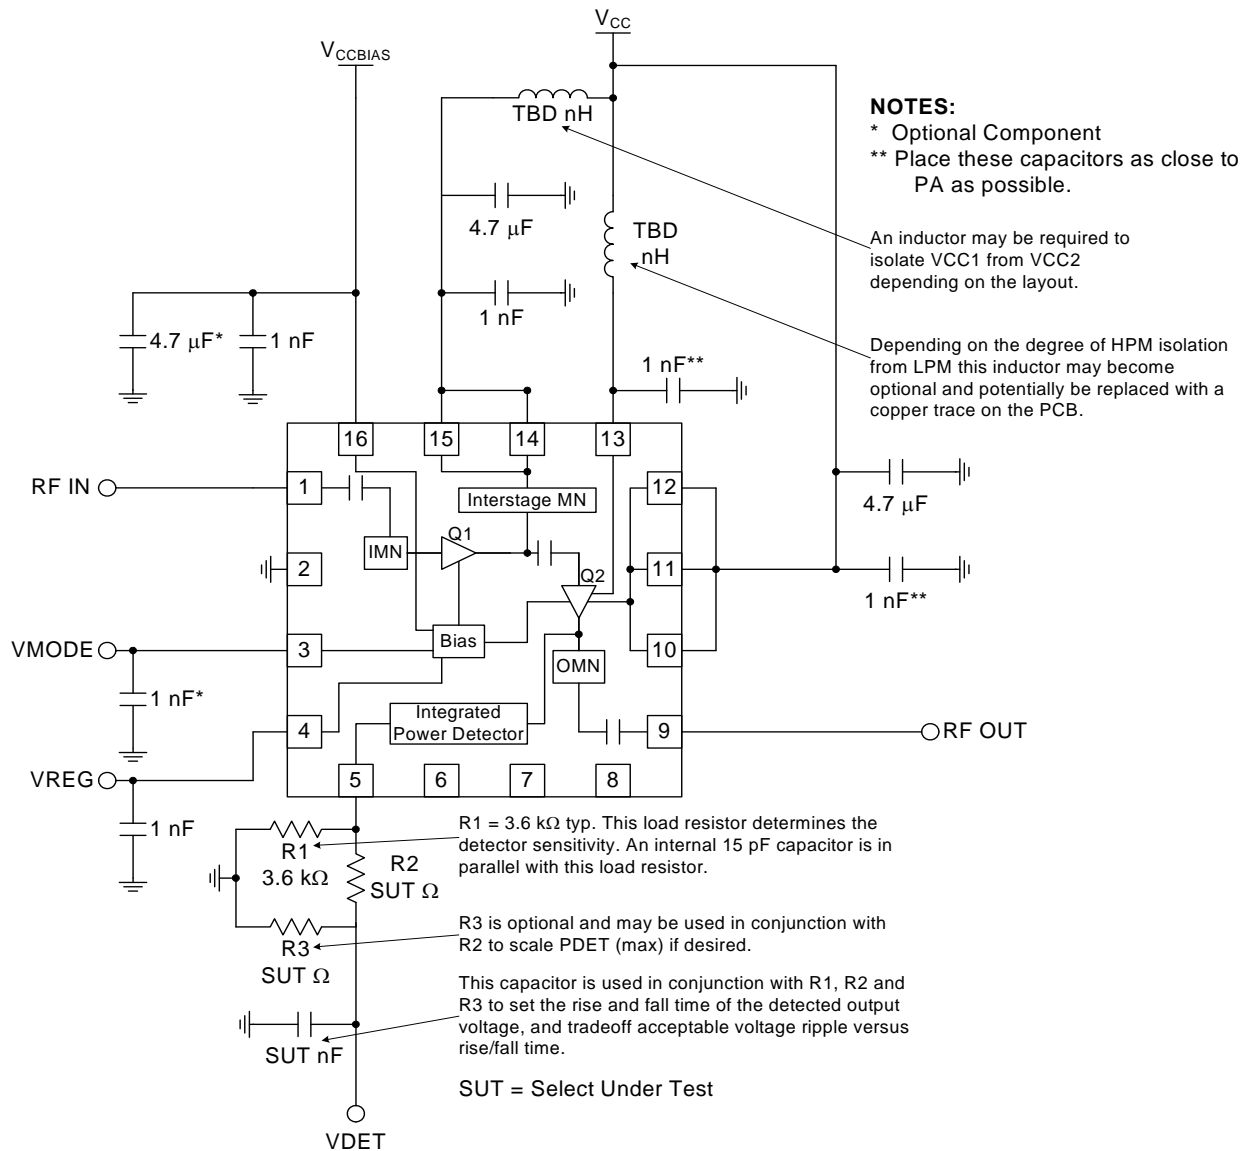 VCC
VCCBIAS
TBD nH
NOTES:
* Optional Component
** Place these capacitors as close to
PA as possible.
4.7 μF
TBD
nH
An inductor may be required to
isolate VCC1 from VCC2
depending on the layout.
1 nF
4.7 μF*
1 nF
Depending on the degree of HPM isolation
from LPM this inductor may become
optional and potentially be replaced with a
copper trace on the PCB.
1 nF**
16
15
14
13
RF IN
1
12
Interstage MN
4.7 μF
IMN
Q1
2
Q2
11
1 nF**
VMODE
3
Bias
10
OMN
1 nF*
4
Integrated
Power Detector
9
RF OUT
VREG
5
6
7
8
1 nF
R1
3.6 kΩ
R2
SUT Ω
R1 = 3.6 kΩ typ. This load resistor determines the
detector sensitivity. An internal 15 pF capacitor is in
parallel with this load resistor.
R3
SUT Ω
R3 is optional and may be used in conjunction with
R2 to scale PDET (max) if desired.
This capacitor is used in conjunction with R1, R2 and
R3 to set the rise and fall time of the detected output
voltage, and tradeoff acceptable voltage ripple versus
rise/fall time.
SUT nF
SUT = Select Under Test
VDET